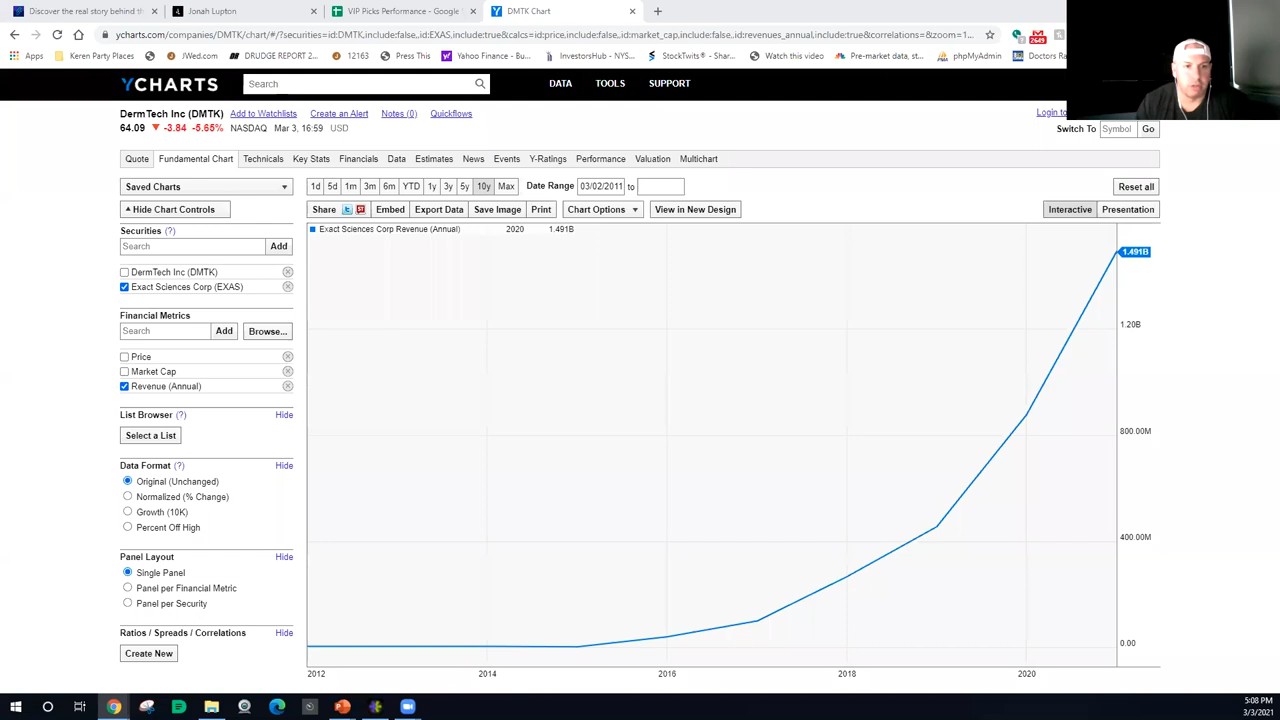 Discover the real story behind th ×
Jonah Lupton ×
VIP Picks Performance - Google S ×
DMTK Chart ×
ycharts.com/companies/DMTK/chart/#/?securities=id:DMTK,include:false,,id:EXAS,include:true&calcs=id:price,include:false,,id:market_cap,include:false,,id:revenues_annual,include:true&correlations=&zoom=1...
2649
Apps
Keren Party Places
JWed.com
DRUDGE REPORT 2...
12163
Press This
Yahoo Finance - Bu...
InvestorsHub - NYS...
StockTwits ® - Shar...
Watch this video
Pre-market data, st...
phpMyAdmin
Doctors Ra
YCHARTS
Search
DATA
TOOLS
SUPPORT
DermTech Inc (DMTK)
Add to Watchlists
Create an Alert
Notes (0)
Quickflows
Login to
64.09 ▼ -3.84 -5.65% NASDAQ Mar 3, 16:59 USD
Switch To
Symbol
Go
Quote
Fundamental Chart
Technicals
Key Stats
Financials
Data
Estimates
News
Events
Y-Ratings
Performance
Valuation
Multichart
Saved Charts
1d 5d 1m 3m 6m YTD 1y 3y 5y 10y Max
Date Range 03/02/2011 to
Reset all
Hide Chart Controls
Share
Embed
Export Data
Save Image
Print
Chart Options
View in New Design
Interactive
Presentation
Securities (?)
Search
Add
DermTech Inc (DMTK)
Exact Sciences Corp (EXAS)
Financial Metrics
Search
Add
Browse...
Price
Market Cap
Revenue (Annual)
List Browser (?)
Hide
Select a List
Data Format (?)
Hide
Original (Unchanged)
Normalized (% Change)
Growth (10K)
Percent Off High
Panel Layout
Hide
Single Panel
Panel per Financial Metric
Panel per Security
Ratios / Spreads / Correlations
Hide
Create New
Exact Sciences Corp Revenue (Annual) 2020 1.491B
1.491B
1.20B
800.00M
400.00M
0.00
2012
2014
2016
2018
2020
5:08 PM
3/3/2021